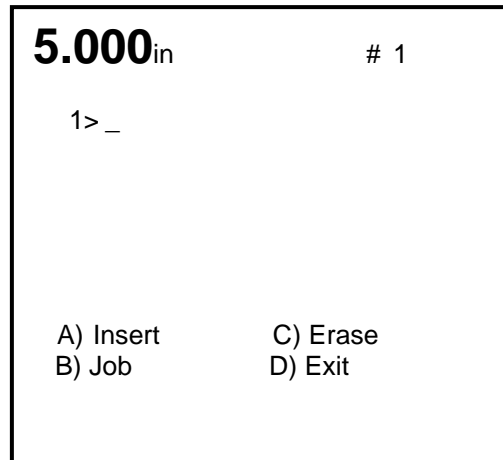 5.000in # 1
1> _
A) Insert C) Erase
B) Job D) Exit